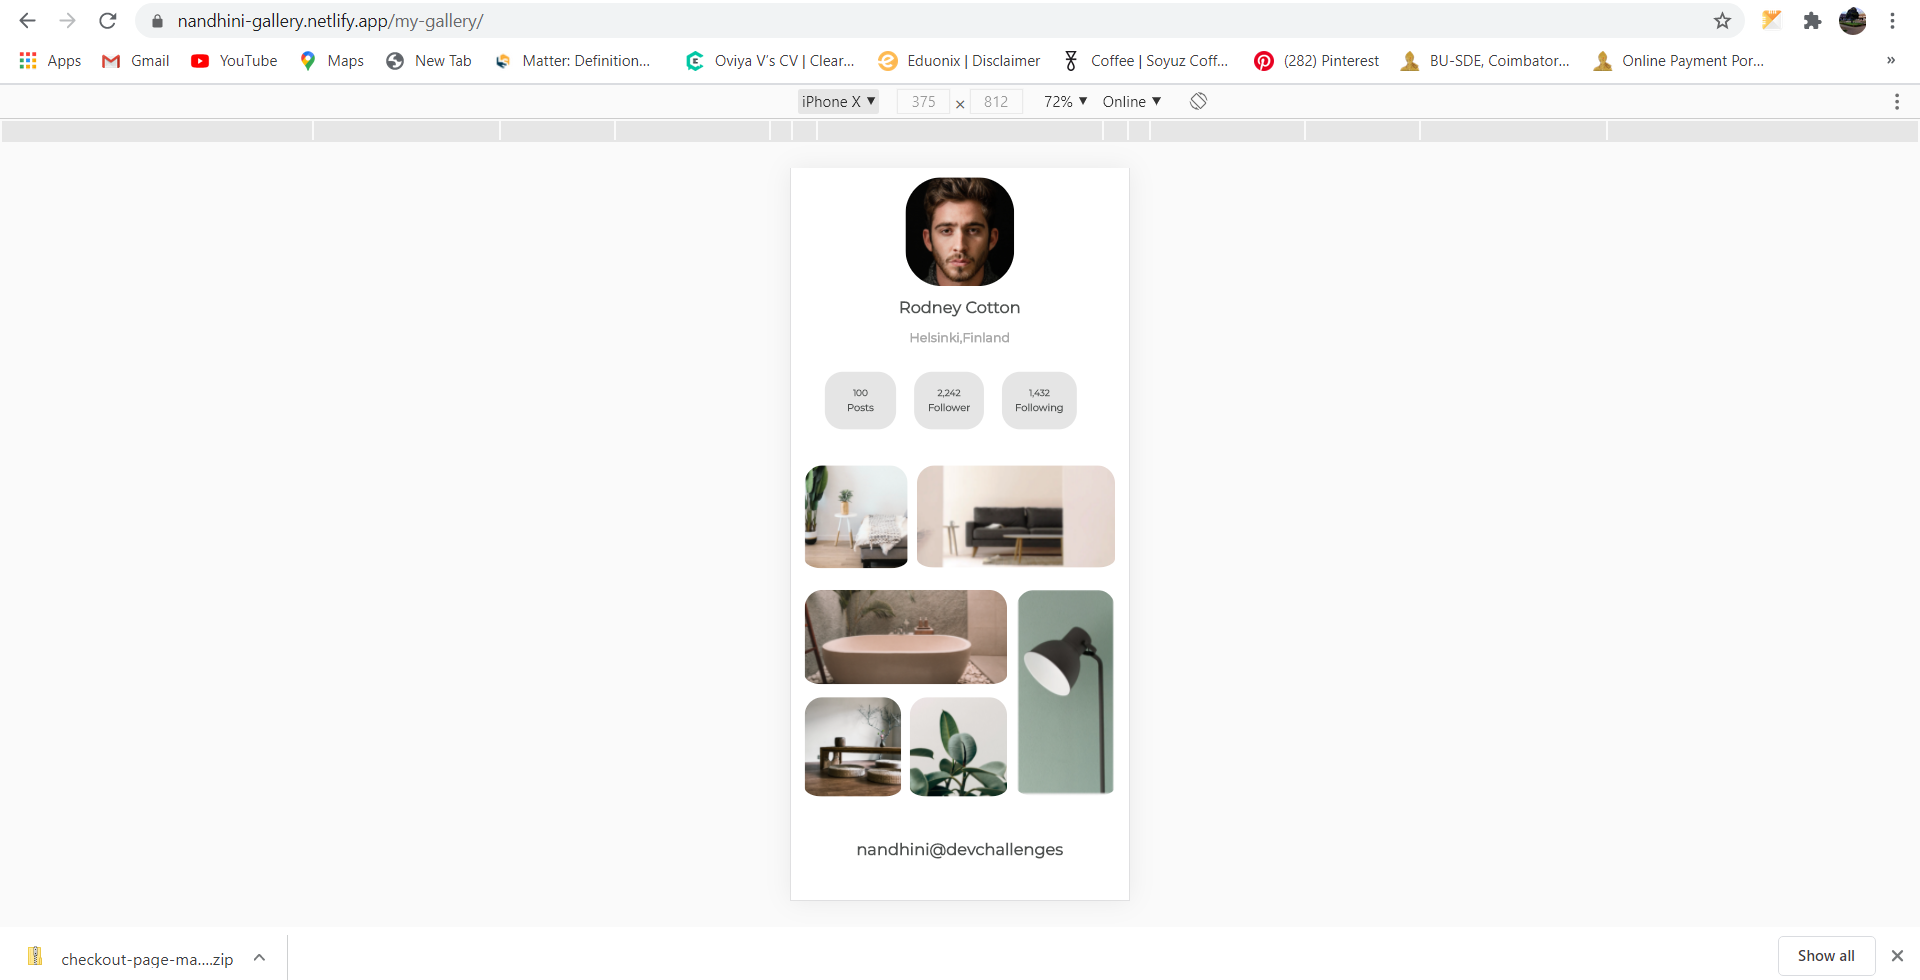 nandhini-gallery.netlify.app/my-gallery/
Apps Gmail YouTube Maps New Tab Matter: Definition... Oviya V's CV | Clear... Eduonix | Disclaimer Coffee | Soyuz Coff... (282) Pinterest BU-SDE, Coimbator... Online Payment Por... »
iPhone X ▼ 375 × 812 72% ▼ Online ▼
Rodney Cotton
Helsinki,Finland
100 2,242 1,432
Posts Follower Following
nandhini@devchallenges
checkout-page-ma....zip Show all